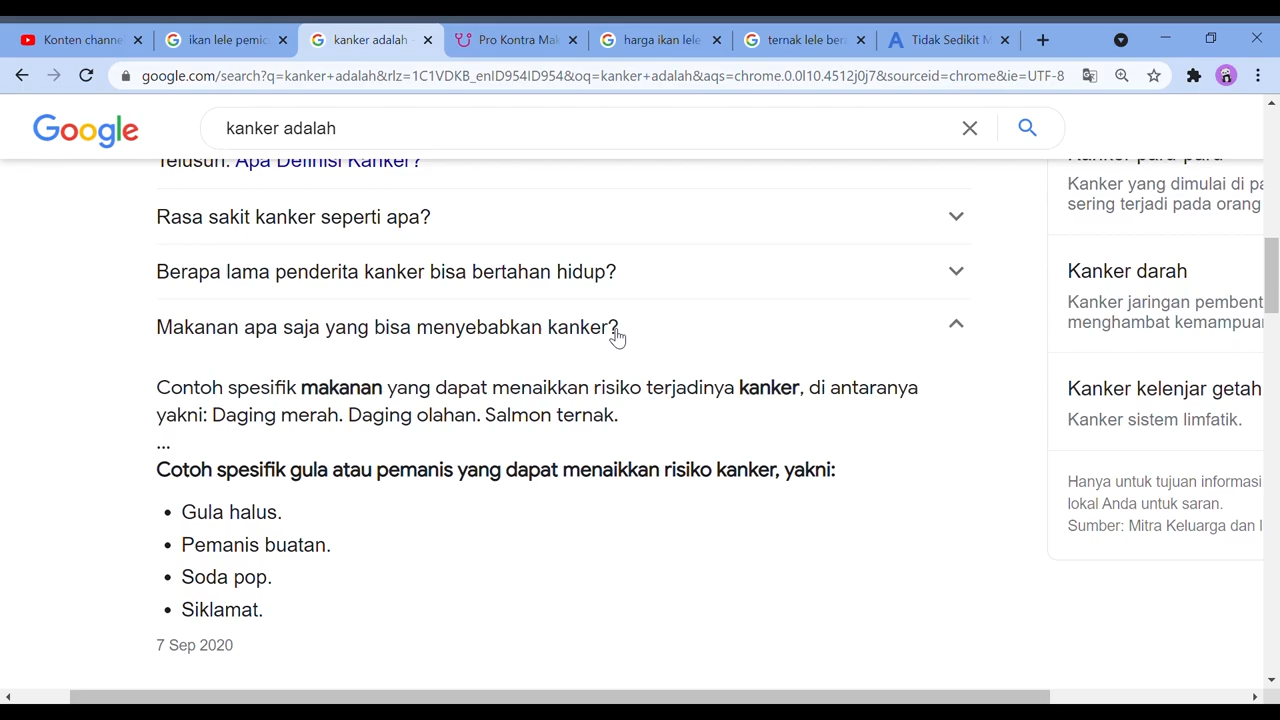 Konten channe
ikan lele pemic
kanker adalah -
Pro Kontra Mak
harga ikan lele
ternak lele ber
Tidak Sedikit M
google.com/search?q=kanker+adalah&rlz=1C1VDKB_enID954ID954&oq=kanker+adalah&aqs=chrome.0.0l10.4512j0j7&sourceid=chrome&ie=UTF-8
Google
kanker adalah
Telusuri: Apa Definisi Kanker?
Rasa sakit kanker seperti apa?
Berapa lama penderita kanker bisa bertahan hidup?
Makanan apa saja yang bisa menyebabkan kanker?
Contoh spesifik makanan yang dapat menaikkan risiko terjadinya kanker, di antaranya
yakni: Daging merah. Daging olahan. Salmon ternak.
...
Cotoh spesifik gula atau pemanis yang dapat menaikkan risiko kanker, yakni:
• Gula halus.
• Pemanis buatan.
• Soda pop.
• Siklamat.
7 Sep 2020
Kanker paru-paru
Kanker yang dimulai di pa
sering terjadi pada orang
Kanker darah
Kanker jaringan pembent
menghambat kemampua
Kanker kelenjar getah
Kanker sistem limfatik.
Hanya untuk tujuan informasi
lokal Anda untuk saran.
Sumber: Mitra Keluarga dan l